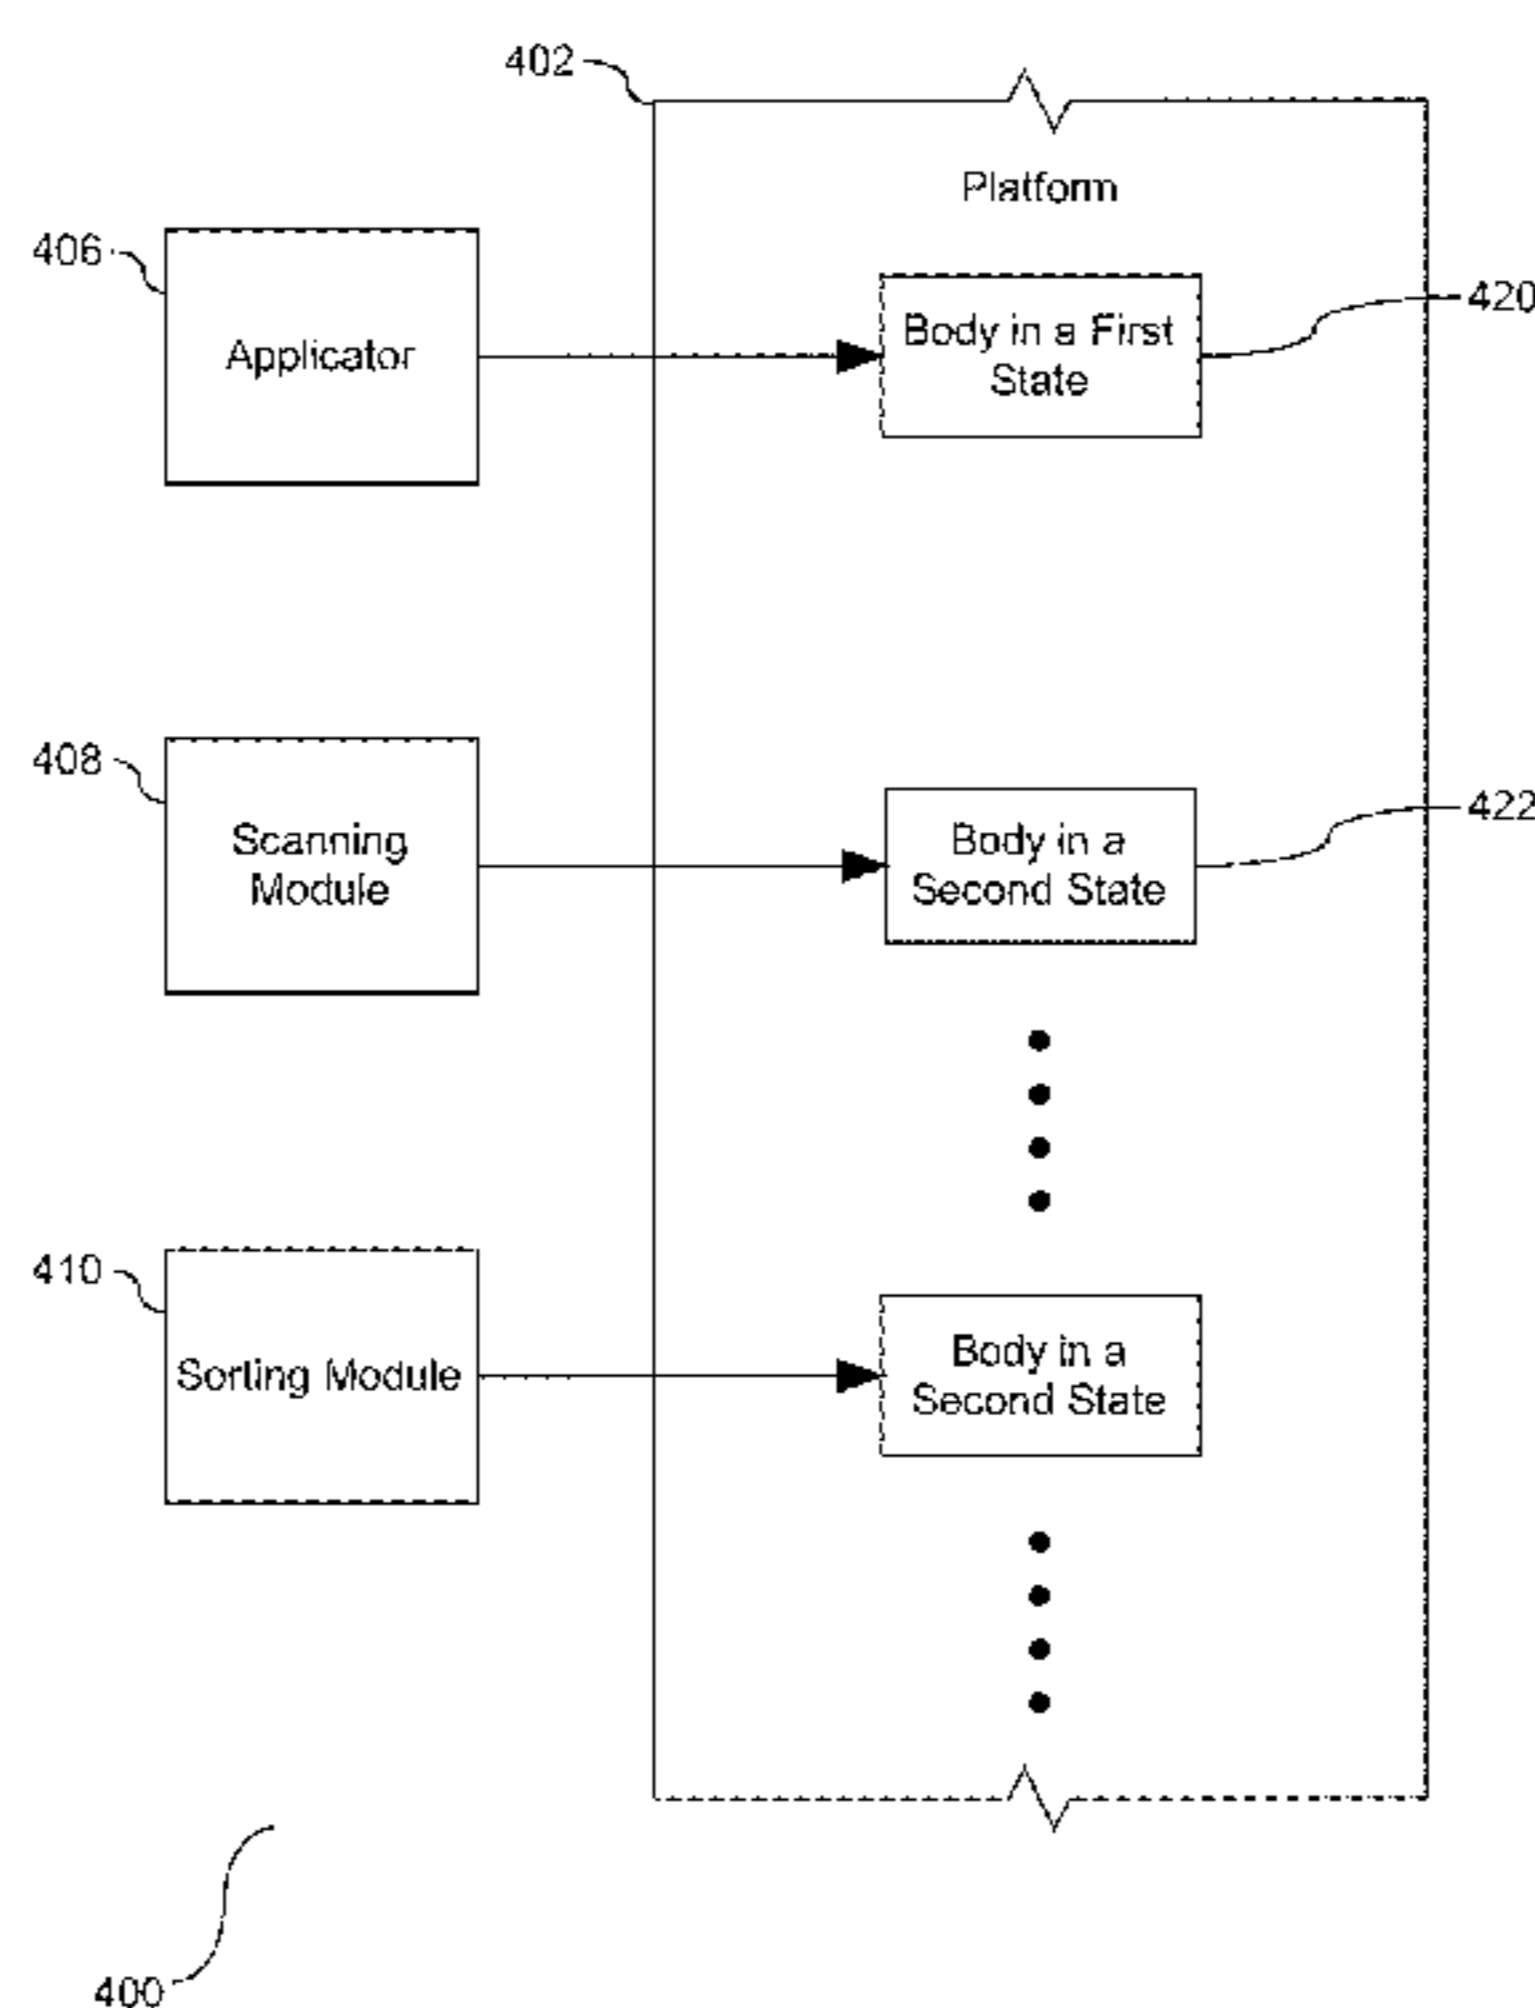 402
Platform
406
Applicator
Body in a First
State
420
408
Scanning
Module
Body in a
Second State
422
410
Sorting Module
Body in a
Second State
400